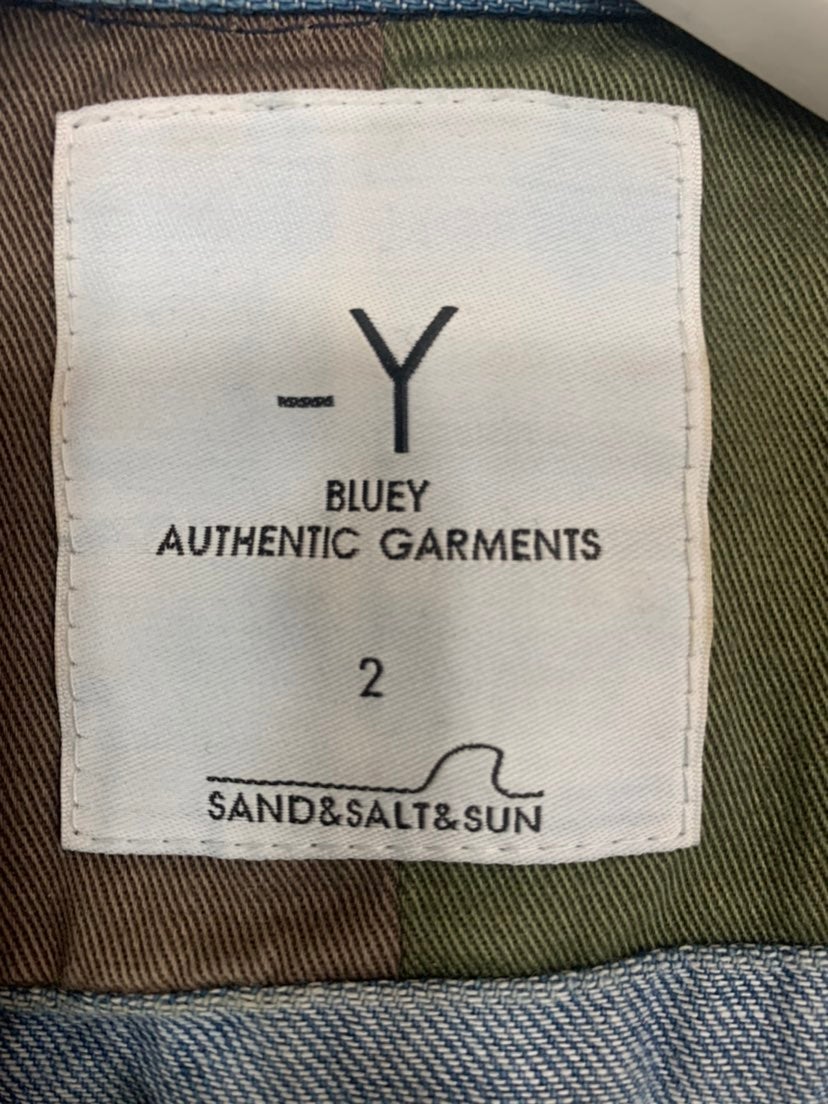 -Y
BLUEY
AUTHENTIC GARMENTS
2
SAND&SALT&SUN